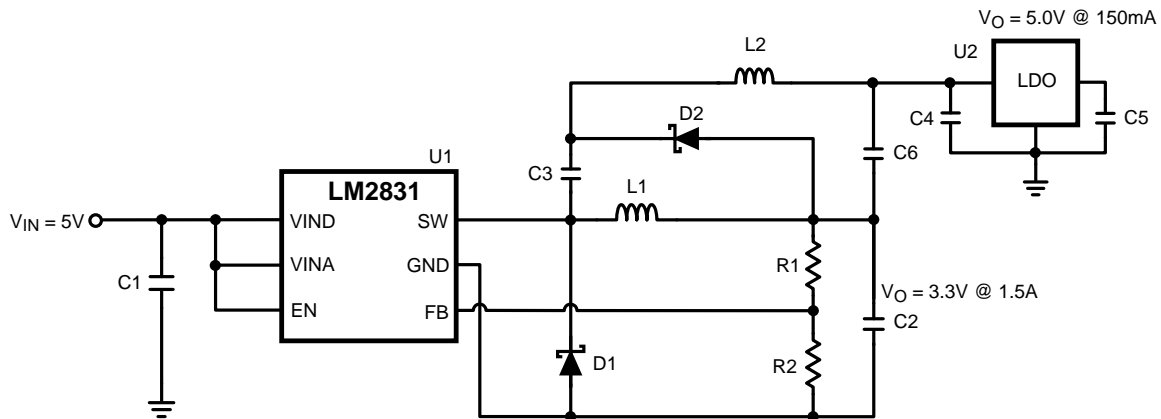 V_O = 5.0V @ 150mA
L2
U2
LDO
D2
C4
C5
C6
U1
C3
LM2831
L1
V_IN = 5V
VIND
SW
VINA
GND
R1
C1
EN
FB
V_O = 3.3V @ 1.5A
C2
D1
R2